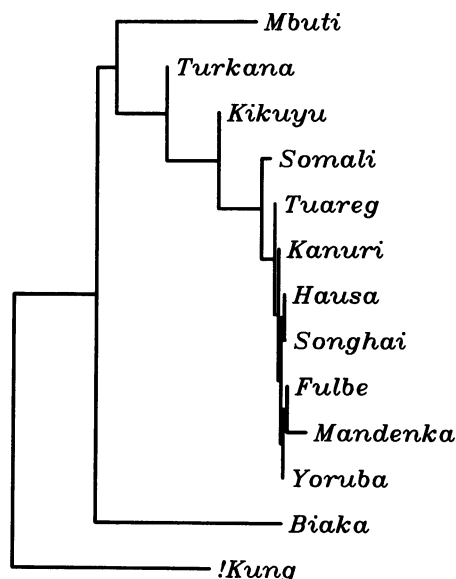 Mbuti
Turkana
Kikuyu
Somali
Tuareg
Kanuri
Hausa
Songhai
Fulbe
Mandenka
Yoruba
Biaka
!Kung